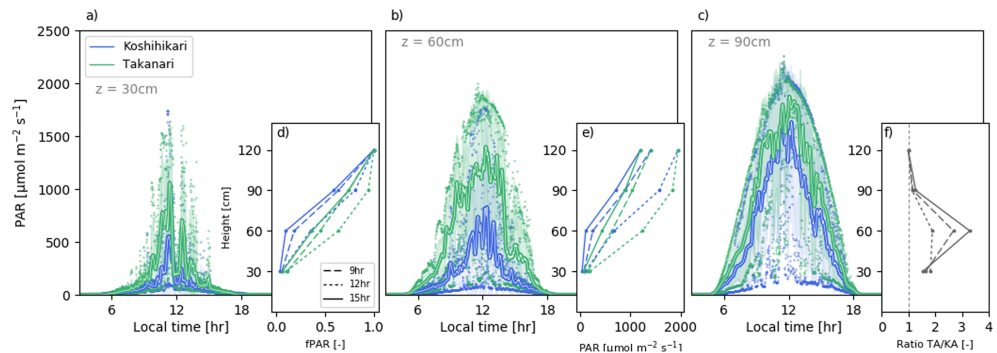 a)
b)
c)
2500
2000
1500
1000
500
0
PAR [μmol m⁻² s⁻¹]
Koshihikari
Takanari
z = 30cm
z = 60cm
z = 90cm
6
12
18
Local time [hr]
d)
120
90
60
30
Height [cm]
9hr
12hr
15hr
0.0
0.5
1.0
fPAR [-]
6
12
18
Local time [hr]
e)
120
90
60
30
0
1000
2000
PAR [μmol m⁻² s⁻¹]
6
12
18
Local time [hr]
f)
120
90
60
30
0
1
2
3
4
Ratio TA/KA [-]